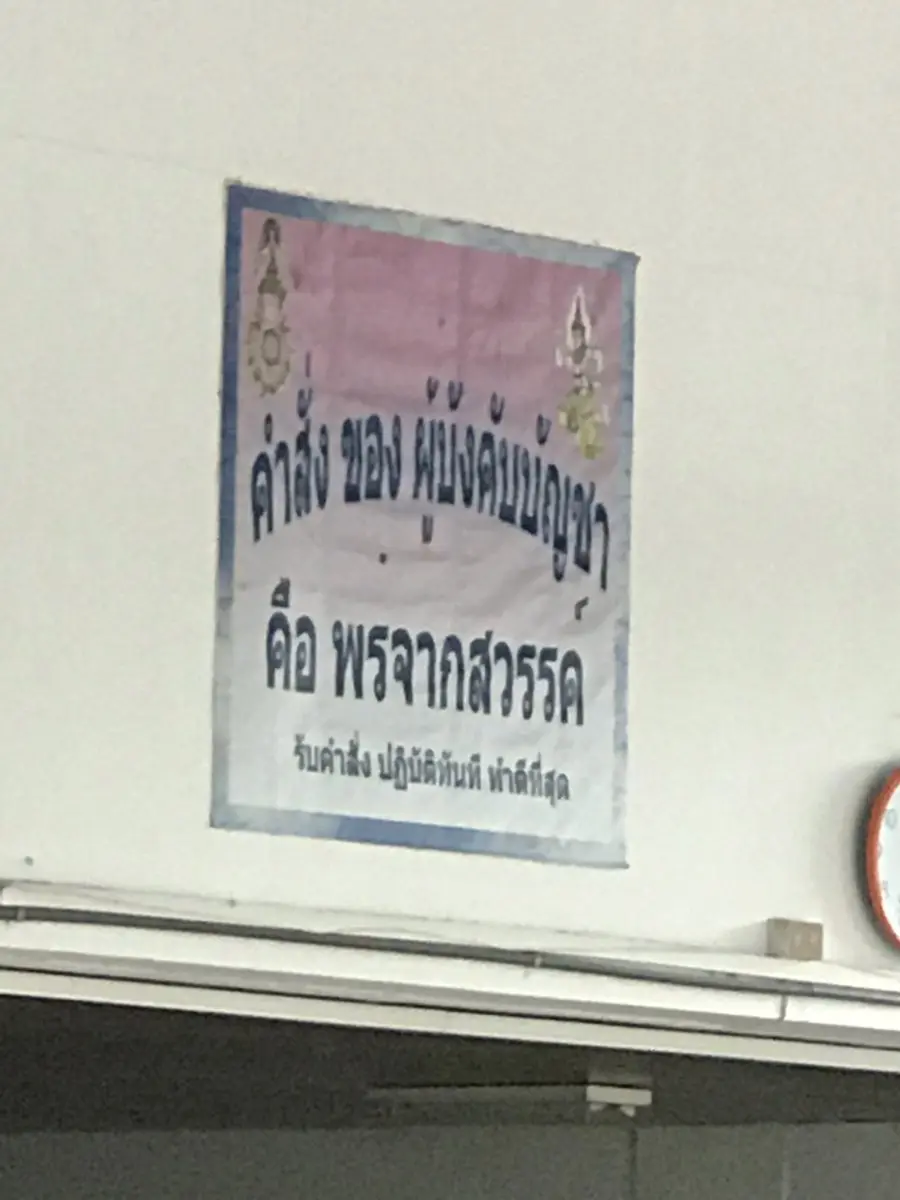 คำสั่ง ของ ผู้บังคับบัญชา
คือ พรจากสวรรค์
รับคำสั่ง ปฏิบัติทันที ทำดีที่สุด